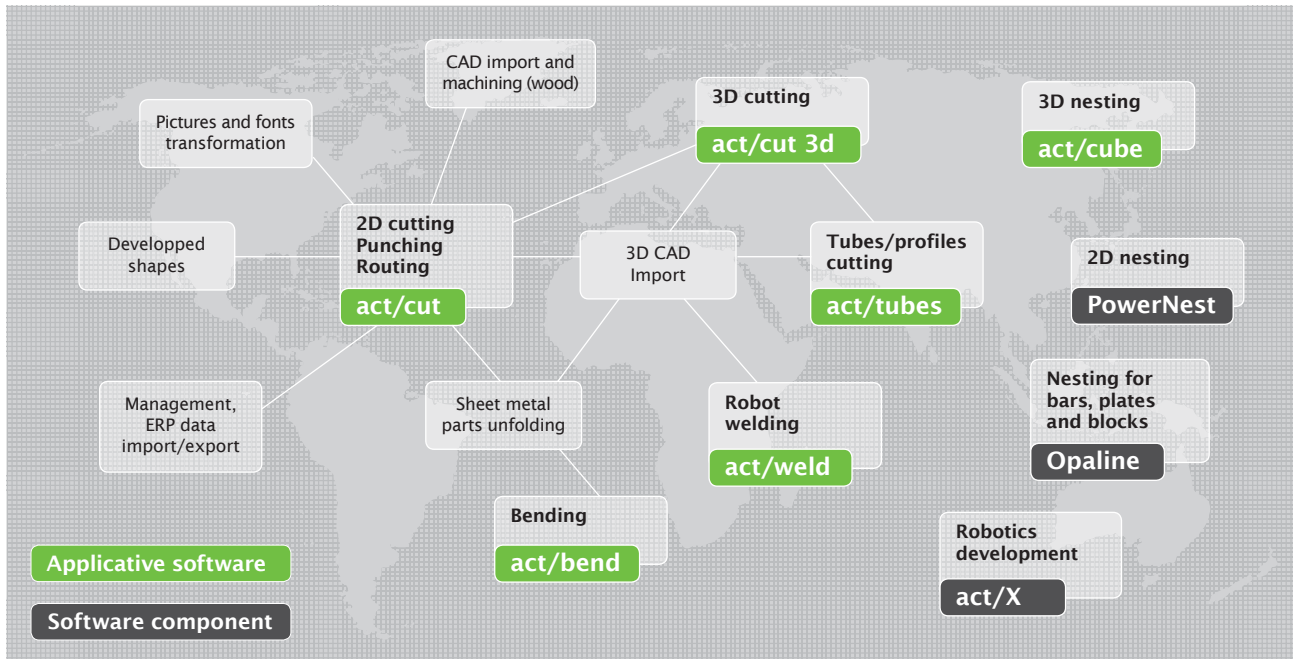 CAD import and
machining (wood)
3D cutting
act/cut 3d
3D nesting
act/cube
Pictures and fonts
transformation
Developped
shapes
2D cutting
Punching
Routing
act/cut
3D CAD
Import
Tubes/profiles
cutting
act/tubes
2D nesting
PowerNest
Management,
ERP data
import/export
Sheet metal
parts unfolding
Robot
welding
act/weld
Nesting for
bars, plates
and blocks
Opaline
Bending
act/bend
Robotics
development
act/X
Applicative software
Software component